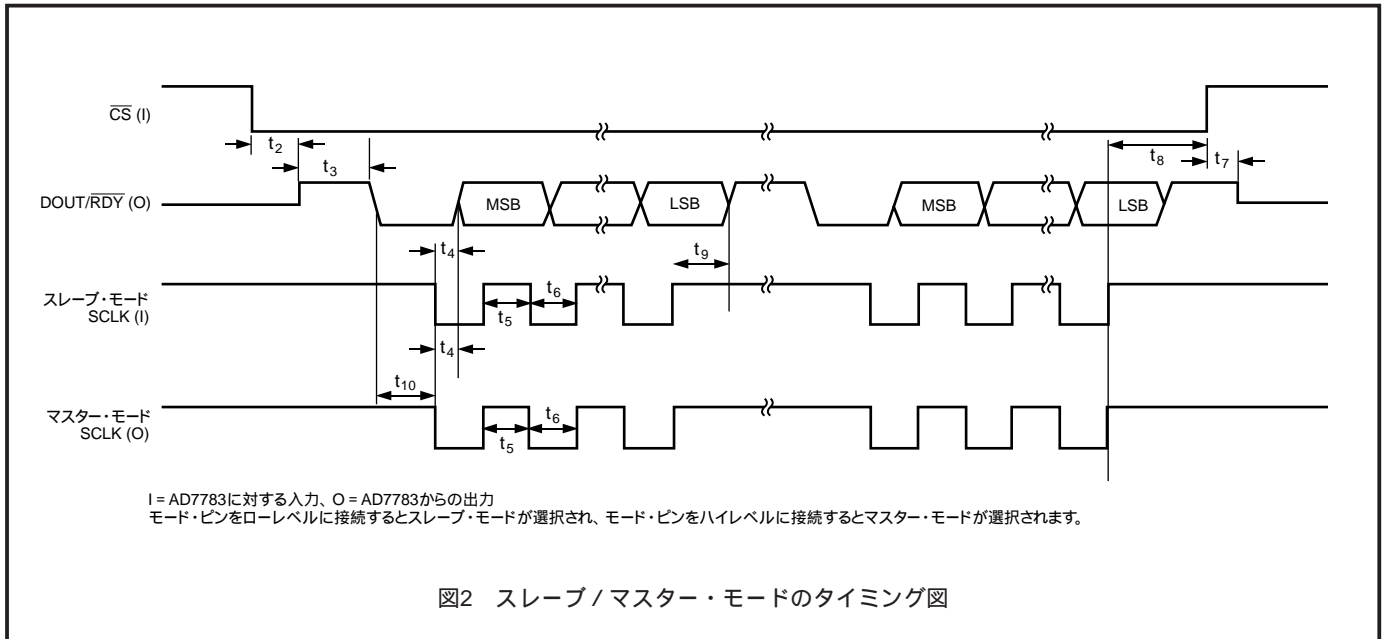 CS (I)
t2
t3
t8
t7
DOUT/RDY (O)
MSB
LSB
MSB
LSB
t4
t9
スレーブ・モード
SCLK (I)
t5
t6
t4
t10
マスター・モード
SCLK (O)
t5
t6
I = AD7783に対する入力、O = AD7783からの出力
モード・ピンをローレベルに接続するとスレーブ・モードが選択され、モード・ピンをハイレベルに接続するとマスター・モードが選択されます。
図2 スレーブ / マスター・モードのタイミング図